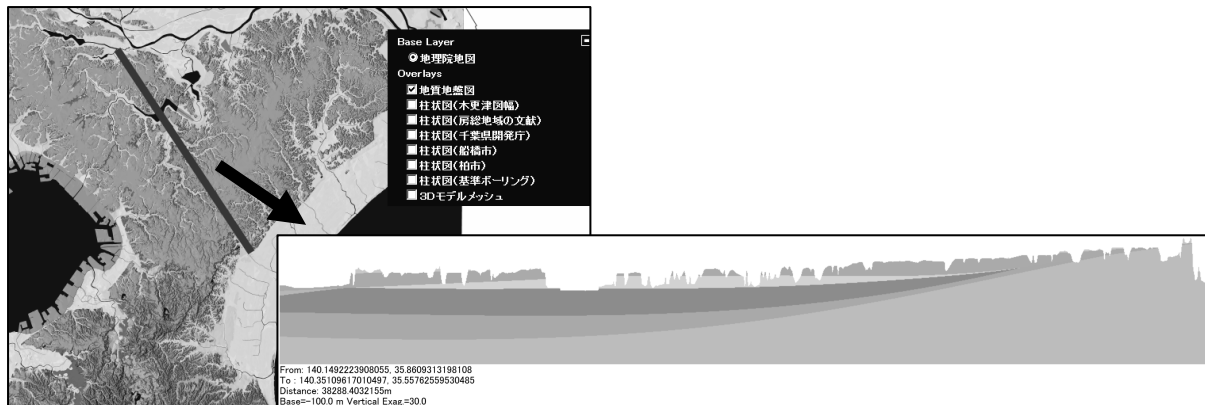 Base Layer
地理院地図
Overlays
地質地盤図
柱状図(木更津図幅)
柱状図(房総地域の文献)
柱状図(千葉県開発庁)
柱状図(船橋市)
柱状図(柏市)
柱状図(基準ボーリング)
3Dモデルメッシュ
From: 140.1492223908055, 35.8609313198108
To : 140.35109617010497, 35.55762559530485
Distance: 38288.4032155m
Base=-100.0 m Vertical Exag.=30.0